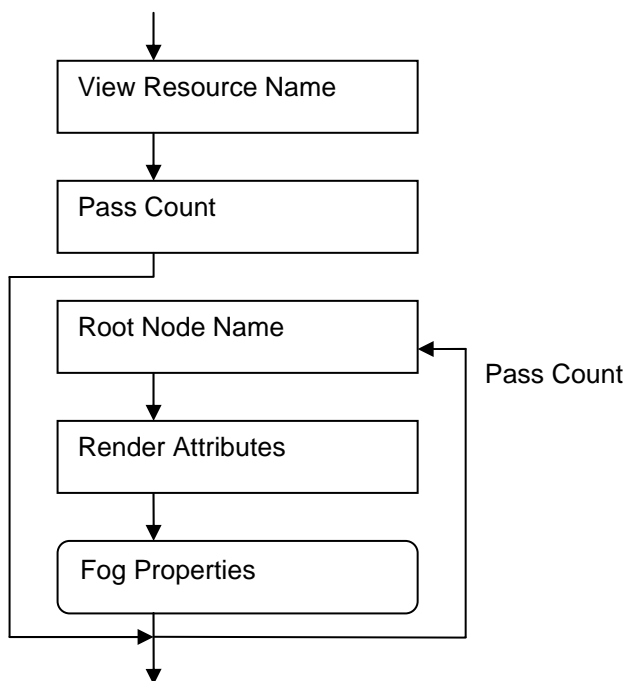 View Resource Name
Pass Count
Root Node Name
Pass Count
Render Attributes
Fog Properties